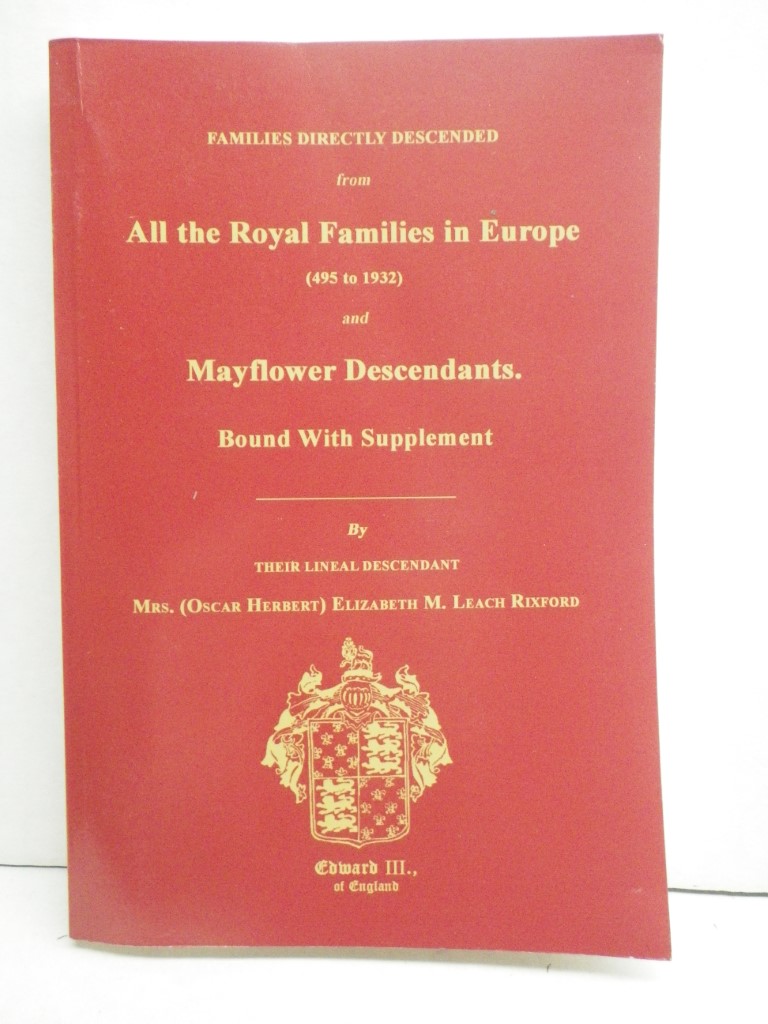 FAMILIES DIRECTLY DESCENDED
from
All the Royal Families in Europe
(495 to 1932)
and
Mayflower Descendants.
Bound With Supplement
By
THEIR LINEAL DESCENDANT
MRS. (OSCAR HERBERT) ELIZABETH M. LEACH RIXFORD
Edward III.,
of England